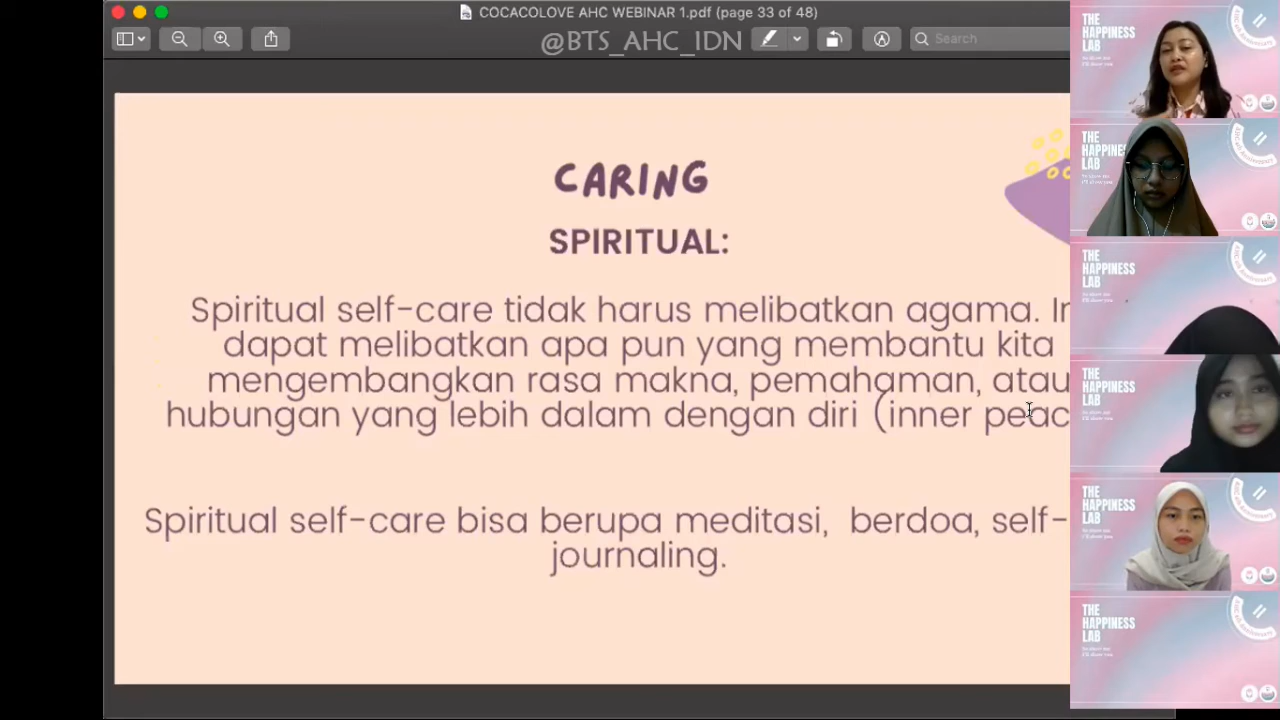 COCACOLOVE AHC WEBINAR 1.pdf (page 33 of 48)
@BTS_AHC_IDN
Search
CARING
SPIRITUAL:
Spiritual self-care tidak harus melibatkan agama.
dapat melibatkan apa pun yang membantu kita
mengembangkan rasa makna, pemahaman, atau
hubungan yang lebih dalam dengan diri (inner peac
Spiritual self-care bisa berupa meditasi, berdoa, self-
journaling.
THE
HAPPINESS
LAB
THE
HAPPINESS
LAB
THE
HAPPINESS
LAB
THE
HAPPINESS
LAB
THE
HAPPINESS
LAB
THE
HAPPINESS
LAB